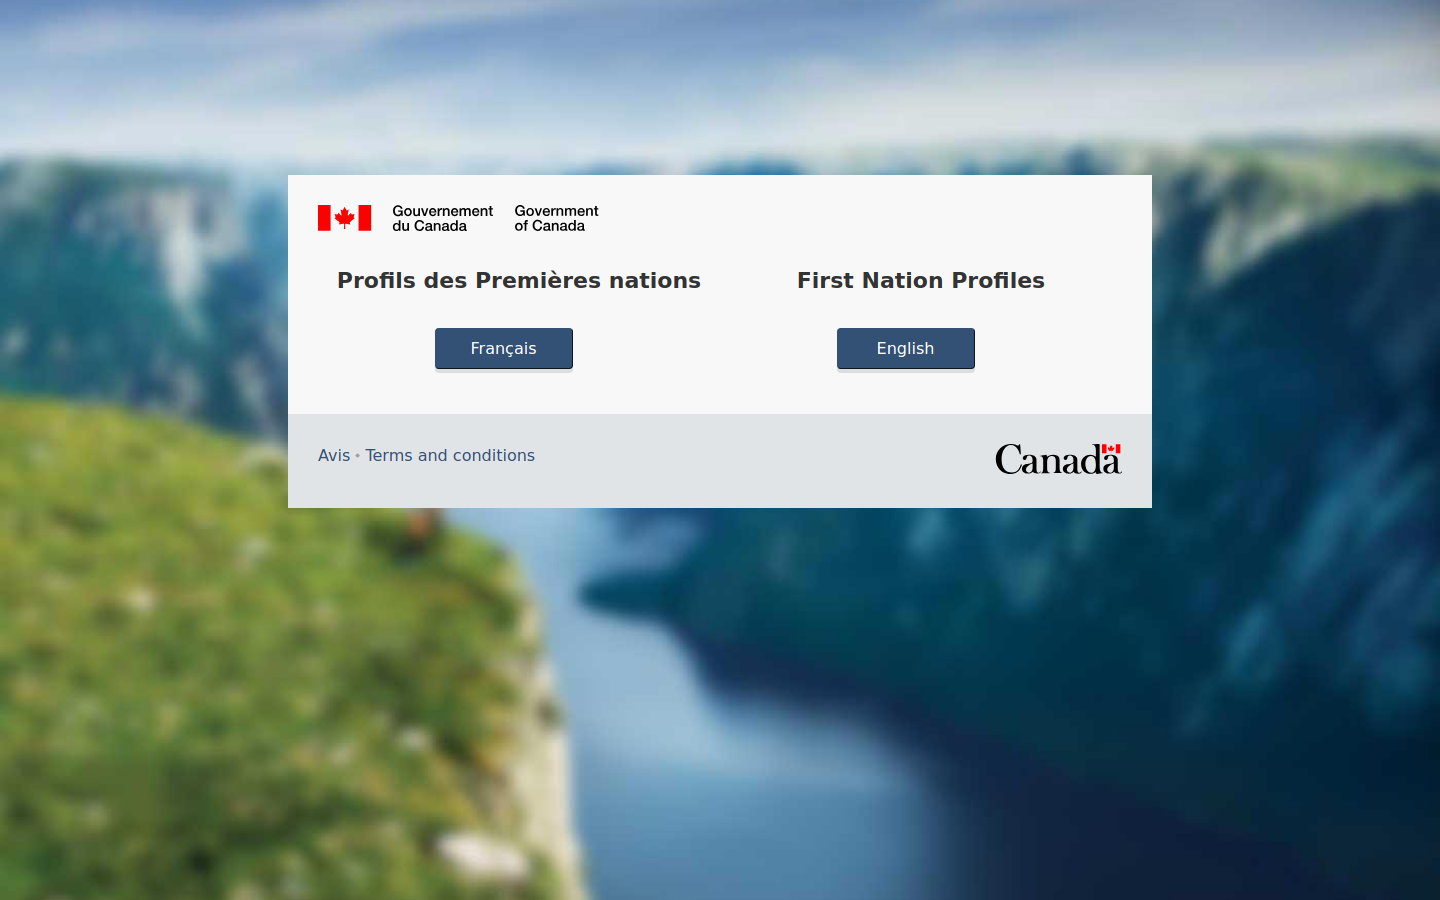 Gouvernement
du Canada
Government
of Canada
Profils des Premières nations
First Nation Profiles
Français
English
Avis • Terms and conditions
Canada